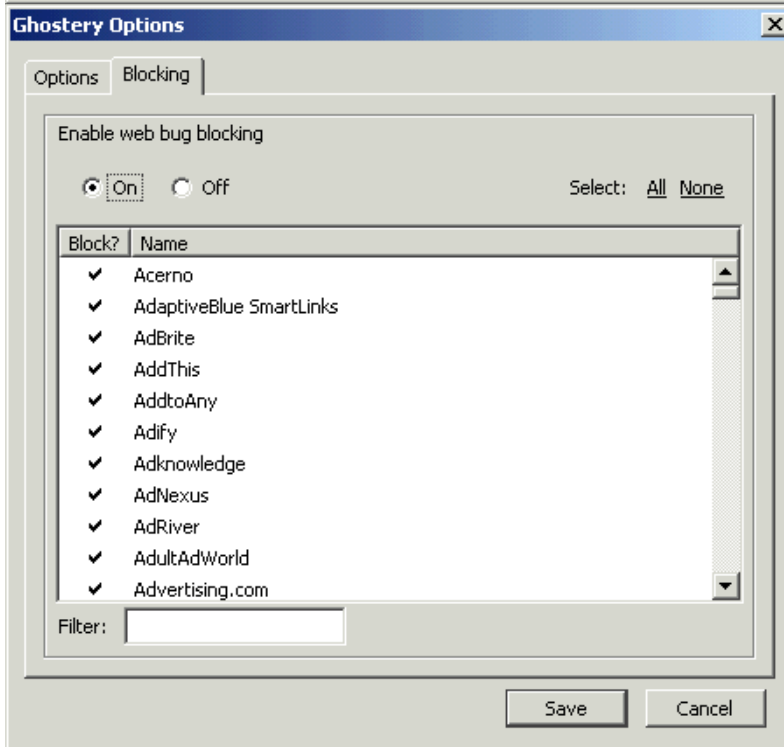 Ghostery Options
Options Blocking
Enable web bug blocking
On Off Select: All None
Block? Name
Acerno
AdaptiveBlue SmartLinks
AdBrite
AddThis
AddtoAny
Adify
Adknowledge
AdNexus
AdRiver
AdultAdWorld
Advertising.com
Filter:
Save Cancel